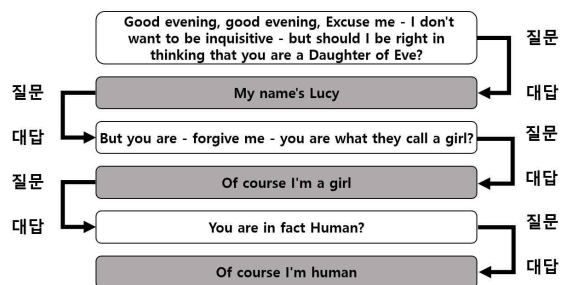 Good evening, good evening, Excuse me - I don't
want to be inquisitive - but should I be right in
thinking that you are a Daughter of Eve?
질문
질문
My name's Lucy
대답
대답
But you are - forgive me - you are what they call a girl?
질문
질문
Of course I'm a girl
대답
대답
You are in fact Human?
질문
Of course I'm human
대답